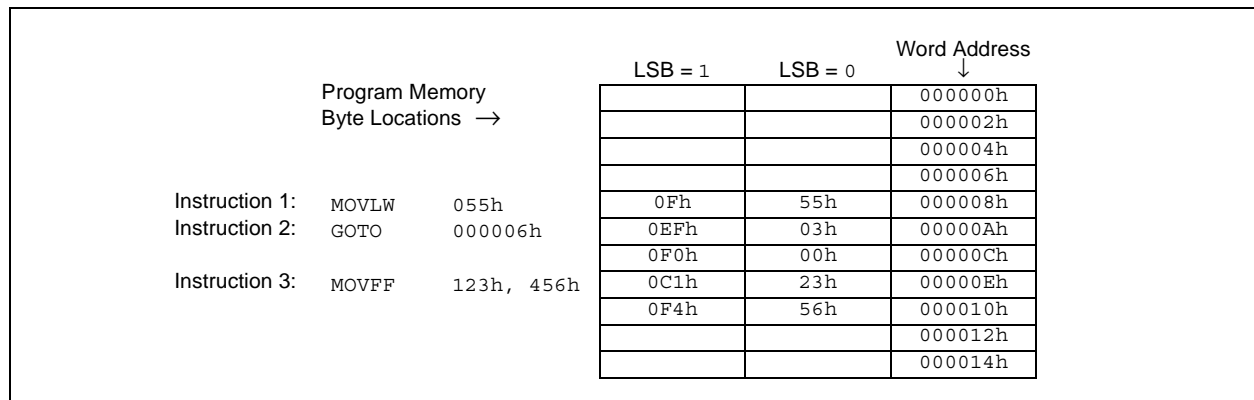 Word Address
LSB = 1 LSB = 0 ↓
Program Memory 000000h
Byte Locations → 000002h
000004h
000006h
Instruction 1: MOVLW 055h 0Fh 55h 000008h
Instruction 2: GOTO 000006h 0EFh 03h 00000Ah
0F0h 00h 00000Ch
Instruction 3: MOVFF 123h, 456h 0C1h 23h 00000Eh
0F4h 56h 000010h
000012h
000014h